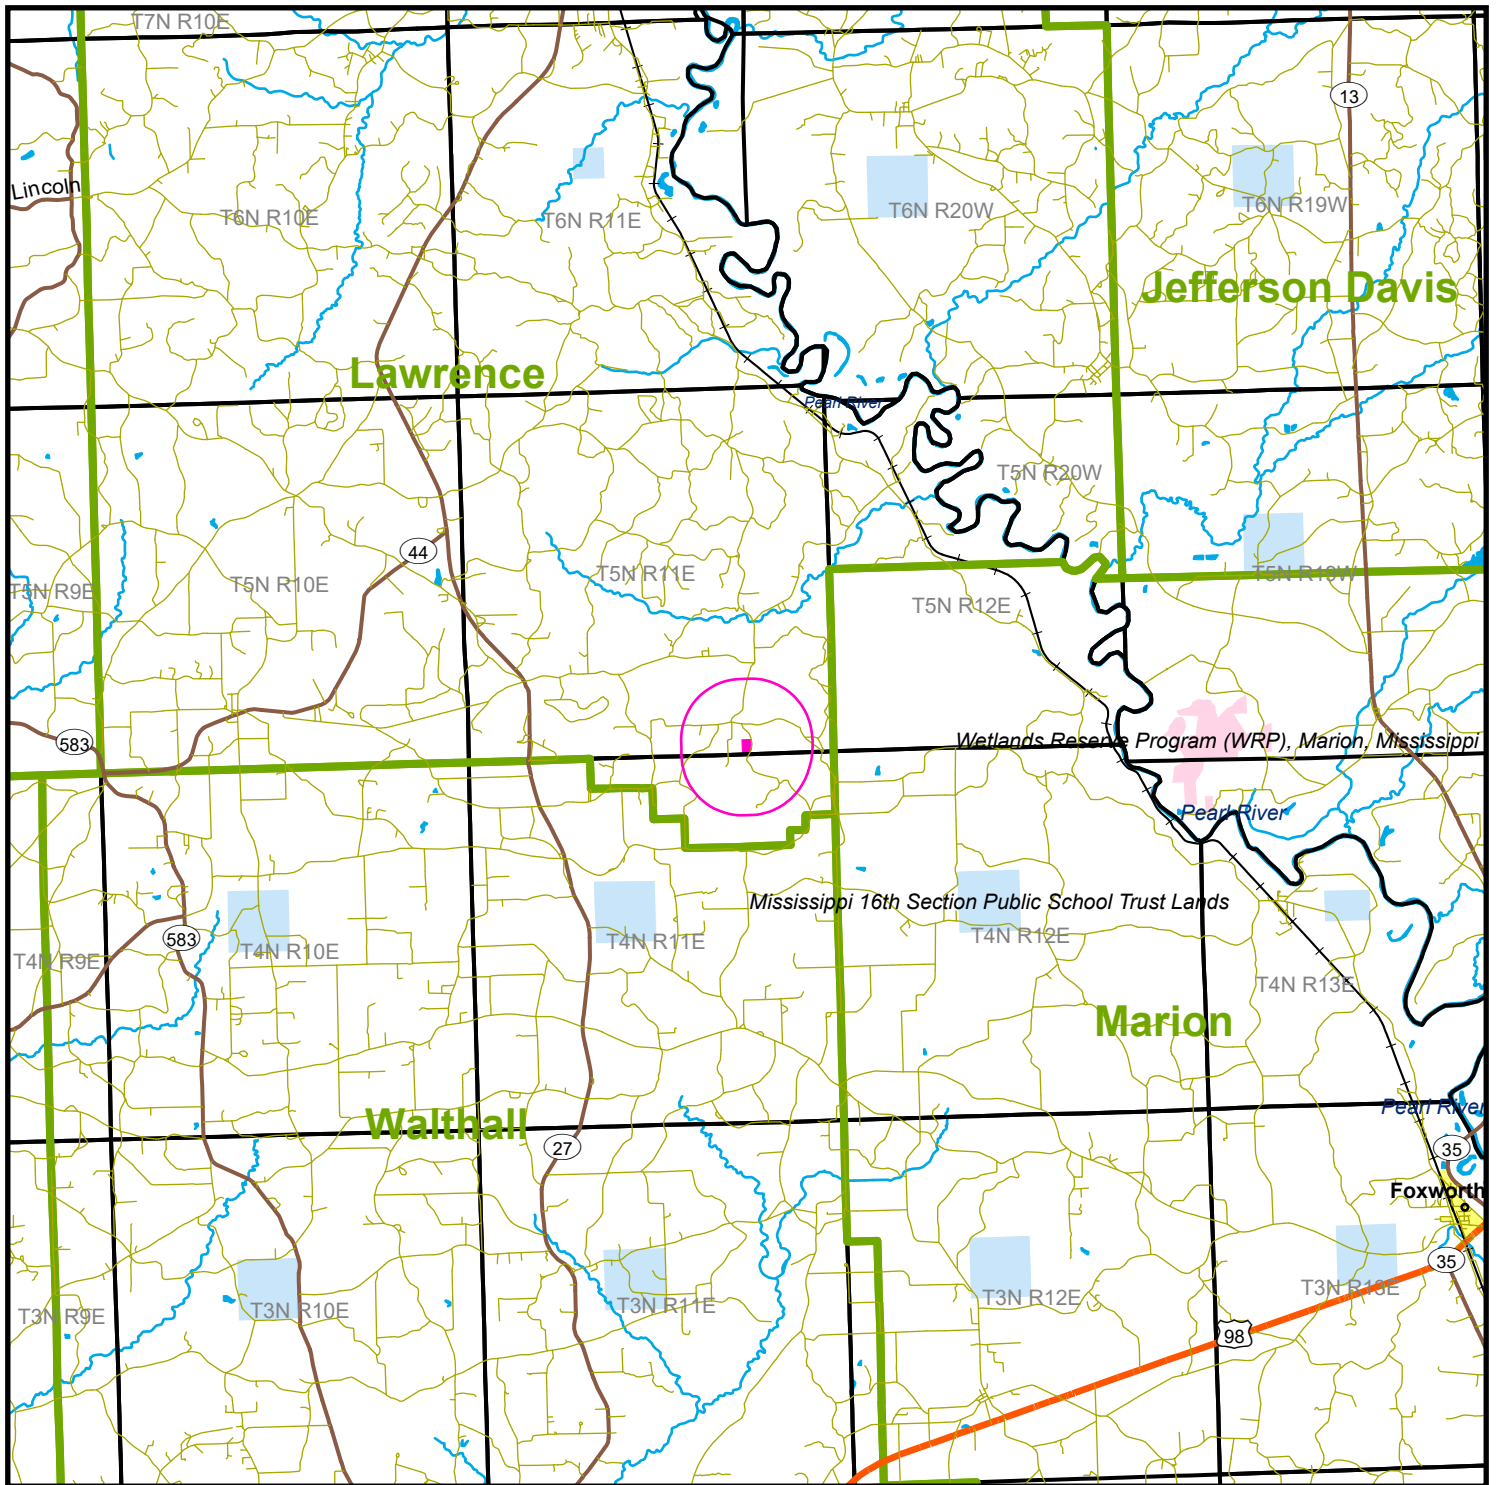 T7N R10E
13
Lincoln
T6N R10E
T6N R11E
T6N R20W
T6N R19W
Jefferson Davis
Lawrence
Pearl River
T5N R20W
44
T5N R9E
T5N R10E
T5N R11E
T5N R12E
T5N R19W
583
Wetlands Reserve Program (WRP), Marion, Mississippi
Pearl River
Mississippi 16th Section Public School Trust Lands
583
T4N R9E
T4N R10E
T4N R11E
T4N R12E
T4N R13E
Marion
Pearl River
Walthall
27
35
Foxworth
35
T3N R9E
T3N R10E
T3N R11E
T3N R12E
T3N R13E
98